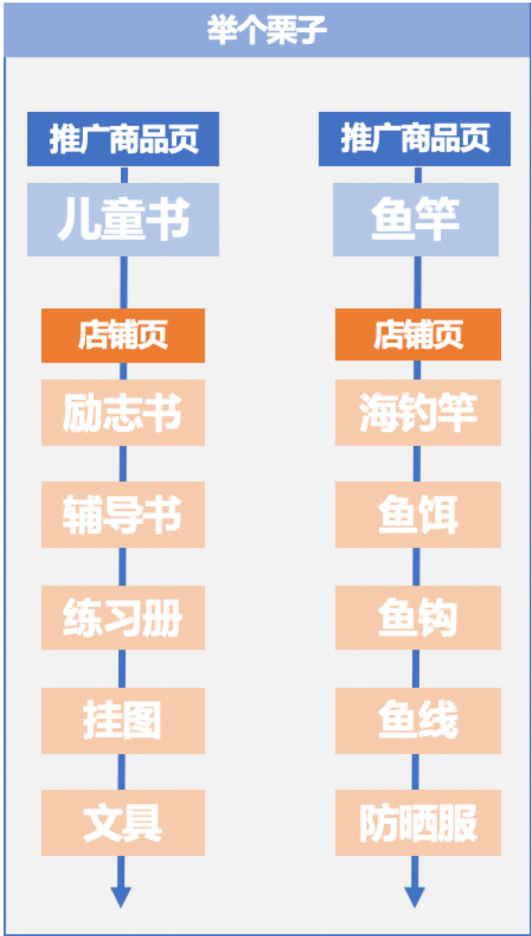 举个栗子
推广商品页
儿童书
店铺页
励志书
辅导书
练习册
挂图
文具
推广商品页
鱼竿
店铺页
海钓竿
鱼饵
鱼钩
鱼线
防晒服